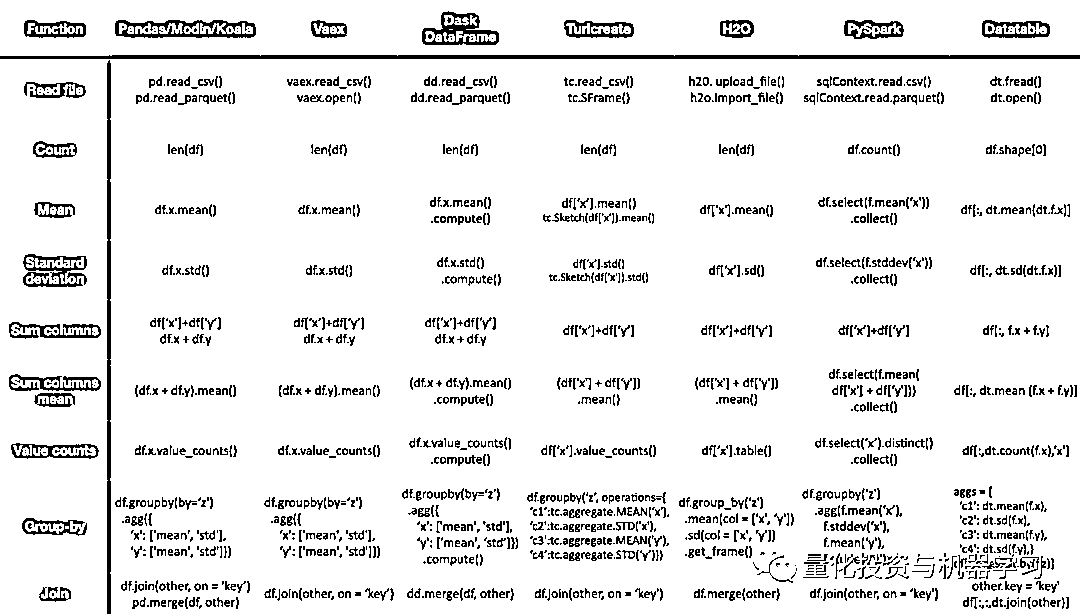 Function Pandas/Modin/Koala Vaex Dask DataFrame Turicreate H2O PySpark Datatable
Read file
pd.read_csv()
pd.read_parquet()
vaex.read_csv()
vaex.open()
dd.read_csv()
dd.read_parquet()
tc.read_csv()
tc.SFrame()
h20. upload_file()
h2o.import_file()
sqlContext.read.csv()
sqlContext.read.parquet()
dt.fread()
dt.open()
Count
len(df)
len(df)
len(df)
len(df)
len(df)
df.count()
df.shape[0]
Mean
df.x.mean()
df.x.mean()
df.x.mean()
.compute()
df['x'].mean()
tc.Sketch(df['x']).mean()
df['x'].mean()
df.select(f.mean('x'))
.collect()
df[:, dt.mean(dt.f.x)]
Standard
deviation
df.x.std()
df.x.std()
df.x.std()
.compute()
df['x'].std()
tc.Sketch(df['x']).std()
df['x'].sd()
df.select(f.stddev('x'))
.collect()
df[:, dt.sd(dt.f.x)]
Sum columns
df['x']+df['y']
df.x + df.y
df['x']+df['y']
df.x + df.y
df['x']+df['y']
df.x + df.y
df['x']+df['y']
df['x']+df['y']
df['x']+df['y']
df[:, f.x + f.y]
Sum columns
mean
(df.x + df.y).mean()
(df.x + df.y).mean()
(df.x + df.y).mean()
.compute()
(df['x'] + df['y'])
.mean()
(df['x'] + df['y'])
.mean()
df.select(f.mean(
df['x'] + df['y']))
.collect()
df[:, dt.mean (f.x + f.y)]
Value counts
df.x.value_counts()
df.x.value_counts()
df.x.value_counts()
.compute()
df['x'].value_counts()
df['x'].table()
df.select('x').distinct()
.collect()
df[:,dt.count(f.x),'x']
Group-by
df.groupby(by='z')
.agg({
'x': ['mean', 'std'],
'y': ['mean', 'std']})
df.groupby(by='z')
.agg({
'x': ['mean', 'std'],
'y': ['mean', 'std']})
df.groupby(by='z')
.agg({
'x': ['mean', 'std'],
'y': ['mean', 'std']})
.compute()
df.groupby('z', operations={
'c1':tc.aggregate.MEAN('x'),
'c2':tc.aggregate.STD('x'),
'c3':tc.aggregate.MEAN('y'),
'c4':tc.aggregate.STD('y')})
df.group_by('z')
.mean(col = ['x', 'y'])
.sd(col = ['x', 'y'])
.get_frame()
df.groupby('z')
.agg(f.mean('x'),
f.stddev('x'),
f.mean('y'),
aggs = {
'c1': dt.mean(f.x),
'c2': dt.sd(f.x),
'c3': dt.mean(f.y),
'c4': dt.sd(f.y),}
量化投资与机器学习
Join
df.join(other, on = 'key')
pd.merge(df, other)
df.join(other, on = 'key')
dd.merge(df, other)
df.join(other, on = 'key')
df.merge(other)
df.join(other, on = 'key')
other.key = 'key'
df[:,:,dt.join(other)]